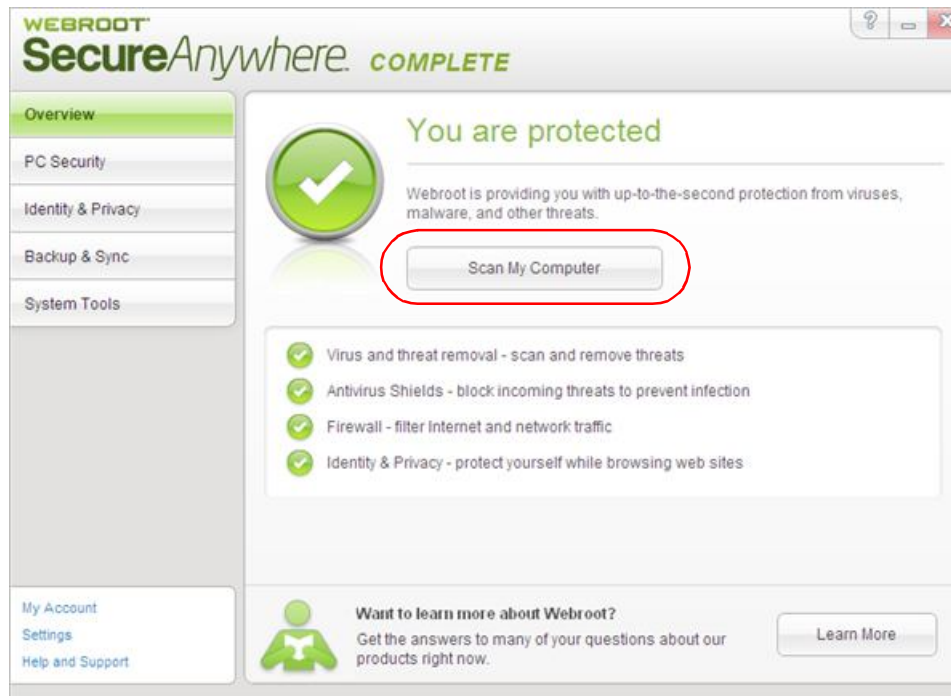 WEBROOT
SecureAnywhere. COMPLETE
?
Overview
PC Security
Identity & Privacy
Backup & Sync
System Tools
You are protected
Webroot is providing you with up-to-the-second protection from viruses,
malware, and other threats.
Scan My Computer
Virus and threat removal - scan and remove threats
Antivirus Shields - block incoming threats to prevent infection
Firewall - filter Internet and network traffic
Identity & Privacy - protect yourself while browsing web sites
My Account
Settings
Help and Support
Want to learn more about Webroot?
Get the answers to many of your questions about our
products right now.
Learn More